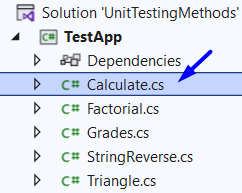 Solution 'UnitTestingMethods'
TestApp
Dependencies
C# Calculate.cs
C# Factorial.cs
C# Grades.cs
C# StringReverse.cs
C# Triangle.cs